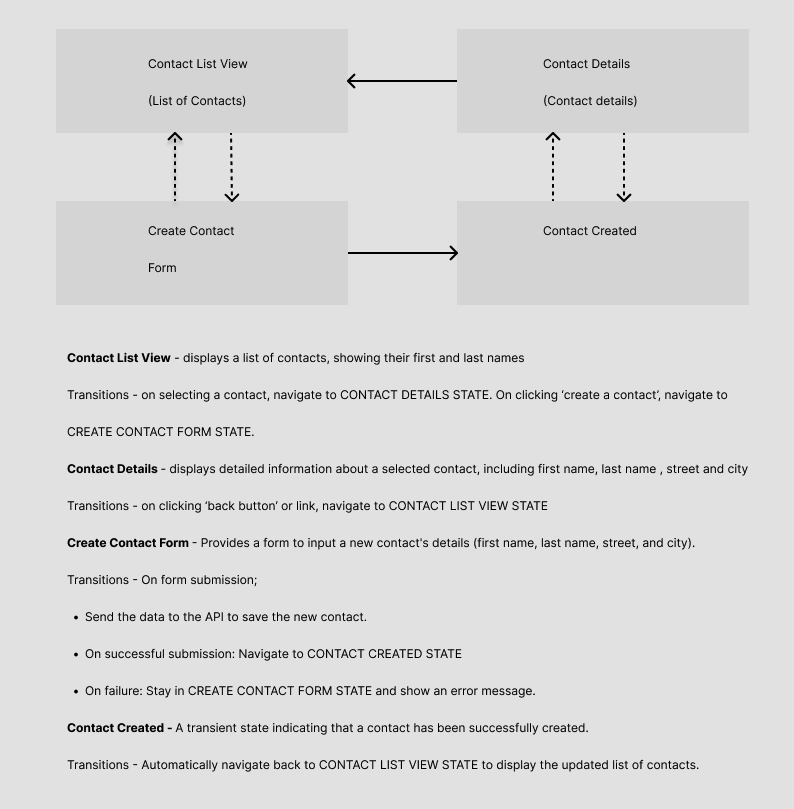 Contact List View
(List of Contacts)
Contact Details
(Contact details)
Create Contact
Form
Contact Created
Contact List View - displays a list of contacts, showing their first and last names
Transitions - on selecting a contact, navigate to CONTACT DETAILS STATE. On clicking ‘create a contact’, navigate to
CREATE CONTACT FORM STATE.
Contact Details - displays detailed information about a selected contact, including first name, last name , street and city
Transitions - on clicking ‘back button’ or link, navigate to CONTACT LIST VIEW STATE
Create Contact Form - Provides a form to input a new contact's details (first name, last name, street, and city).
Transitions - On form submission;
• Send the data to the API to save the new contact.
• On successful submission: Navigate to CONTACT CREATED STATE
• On failure: Stay in CREATE CONTACT FORM STATE and show an error message.
Contact Created - A transient state indicating that a contact has been successfully created.
Transitions - Automatically navigate back to CONTACT LIST VIEW STATE to display the updated list of contacts.